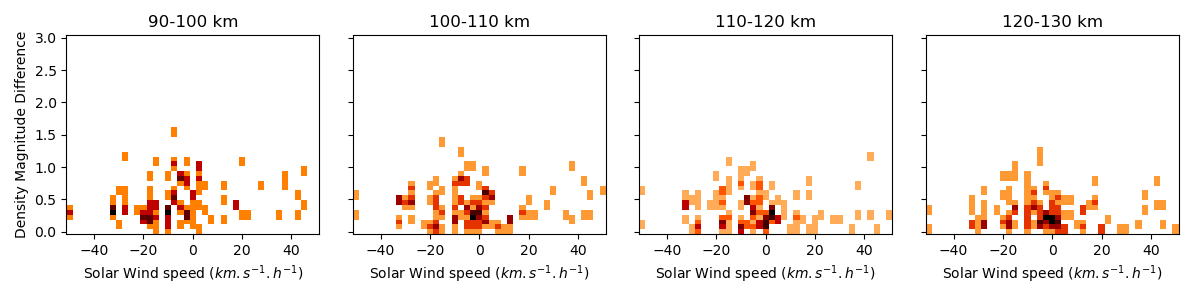 90-100 km 100-110 km 110-120 km 120-130 km
Density Magnitude Difference
3.0
2.5
2.0
1.5
1.0
0.5
0.0
−40 −20 0 20 40 −40 −20 0 20 40 −40 −20 0 20 40 −40 −20 0 20 40
Solar Wind speed (km.s⁻¹.h⁻¹) Solar Wind speed (km.s⁻¹.h⁻¹) Solar Wind speed (km.s⁻¹.h⁻¹) Solar Wind speed (km.s⁻¹.h⁻¹)